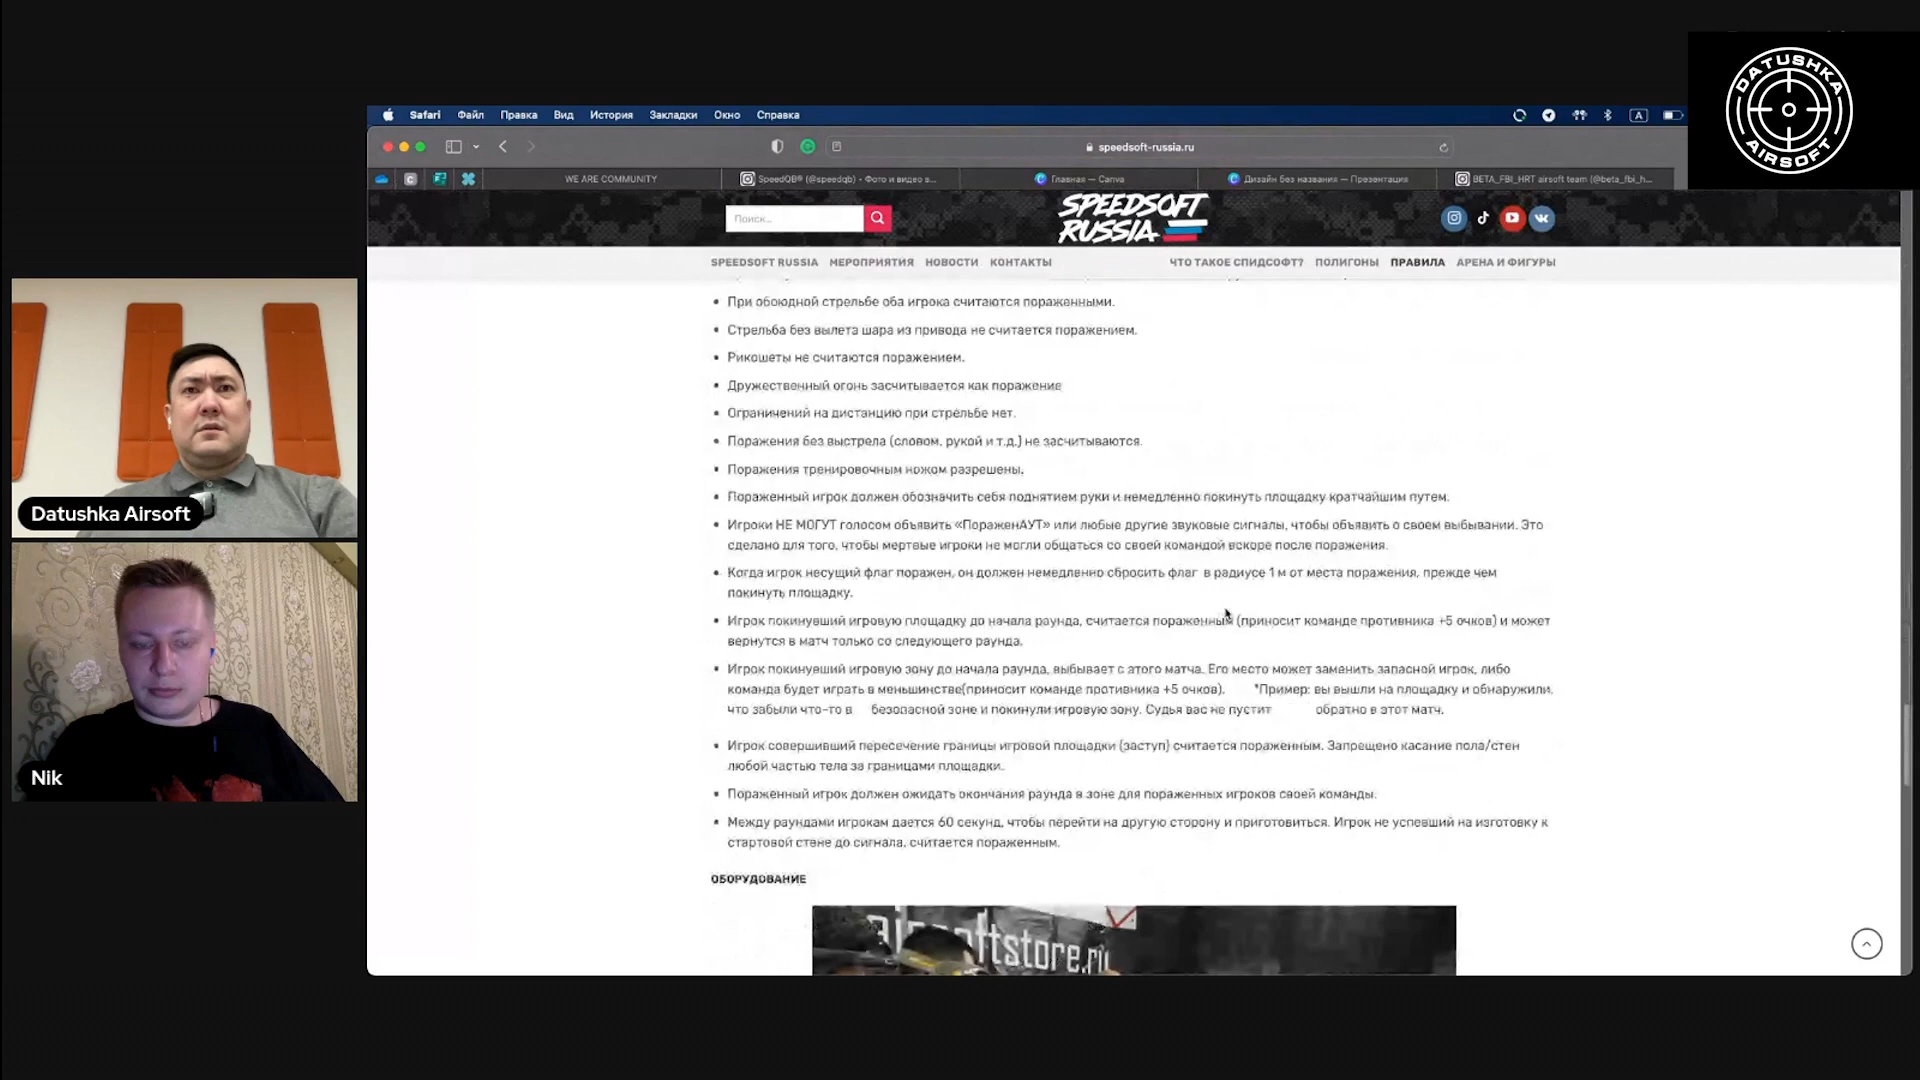 DATUSHKA
AIRSOFT
Safari Файл Правка Вид История Закладки Окно Справка
A
speedsoft-russia.ru
WE ARE COMMUNITY
SpeedQB® (@speedqb) • Фото и видео в...
Главная — Canva
Дизайн без названия — Презентация
BETA_FBI_HRT airsoft team (@beta_fbi_h...
Поиск...
SPEEDSOFT
RUSSIA
SPEEDSOFT RUSSIA МЕРОПРИЯТИЯ НОВОСТИ КОНТАКТЫ ЧТО ТАКОЕ СПИДСОФТ? ПОЛИГОНЫ ПРАВИЛА АРЕНА И ФИГУРЫ
• При обоюдной стрельбе оба игрока считаются пораженными.
• Стрельба без вылета шара из привода не считается поражением.
• Рикошеты не считаются поражением.
• Дружественный огонь засчитывается как поражение
• Ограничений на дистанцию при стрельбе нет.
• Поражения без выстрела (словом, рукой и т.д.) не засчитываются.
• Поражения тренировочным ножом разрешены.
• Пораженный игрок должен обозначить себя поднятием руки и немедленно покинуть площадку кратчайшим путем.
• Игроки НЕ МОГУТ голосом объявить «ПораженАУТ» или любые другие звуковые сигналы, чтобы объявить о своем выбывании. Это
сделано для того, чтобы мертвые игроки не могли общаться со своей командой вскоре после поражения.
• Когда игрок несущий флаг поражен, он должен немедленно сбросить флаг в радиусе 1 м от места поражения, прежде чем
покинуть площадку.
• Игрок покинувший игровую площадку до начала раунда, считается пораженным (приносит команде противника +5 очков) и может
вернутся в матч только со следующего раунда.
• Игрок покинувший игровую зону до начала раунда, выбывает с этого матча. Его место может заменить запасной игрок, либо
команда будет играть в меньшинстве(приносит команде противника +5 очков). *Пример: вы вышли на площадку и обнаружили,
что забыли что-то в безопасной зоне и покинули игровую зону. Судья вас не пустит обратно в этот матч.
• Игрок совершивший пересечение границы игровой площадки (заступ) считается пораженным. Запрещено касание пола/стен
любой частью тела за границами площадки.
• Пораженный игрок должен ожидать окончания раунда в зоне для пораженных игроков своей команды.
• Между раундами игрокам дается 60 секунд, чтобы перейти на другую сторону и приготовиться. Игрок не успевший на изготовку к
стартовой стене до сигнала, считается пораженным.
ОБОРУДОВАНИЕ
airsoftstore.ru
Datushka Airsoft
Nik